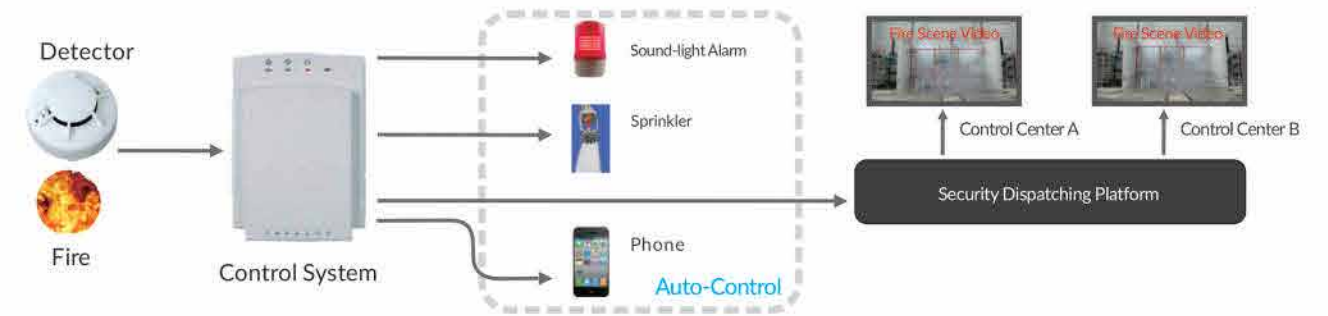 Detector
Fire
Control System
Sound-light Alarm
Sprinkler
Phone
Auto-Control
Fire Scene Video
Fire Scene Video
Control Center A
Control Center B
Security Dispatching Platform